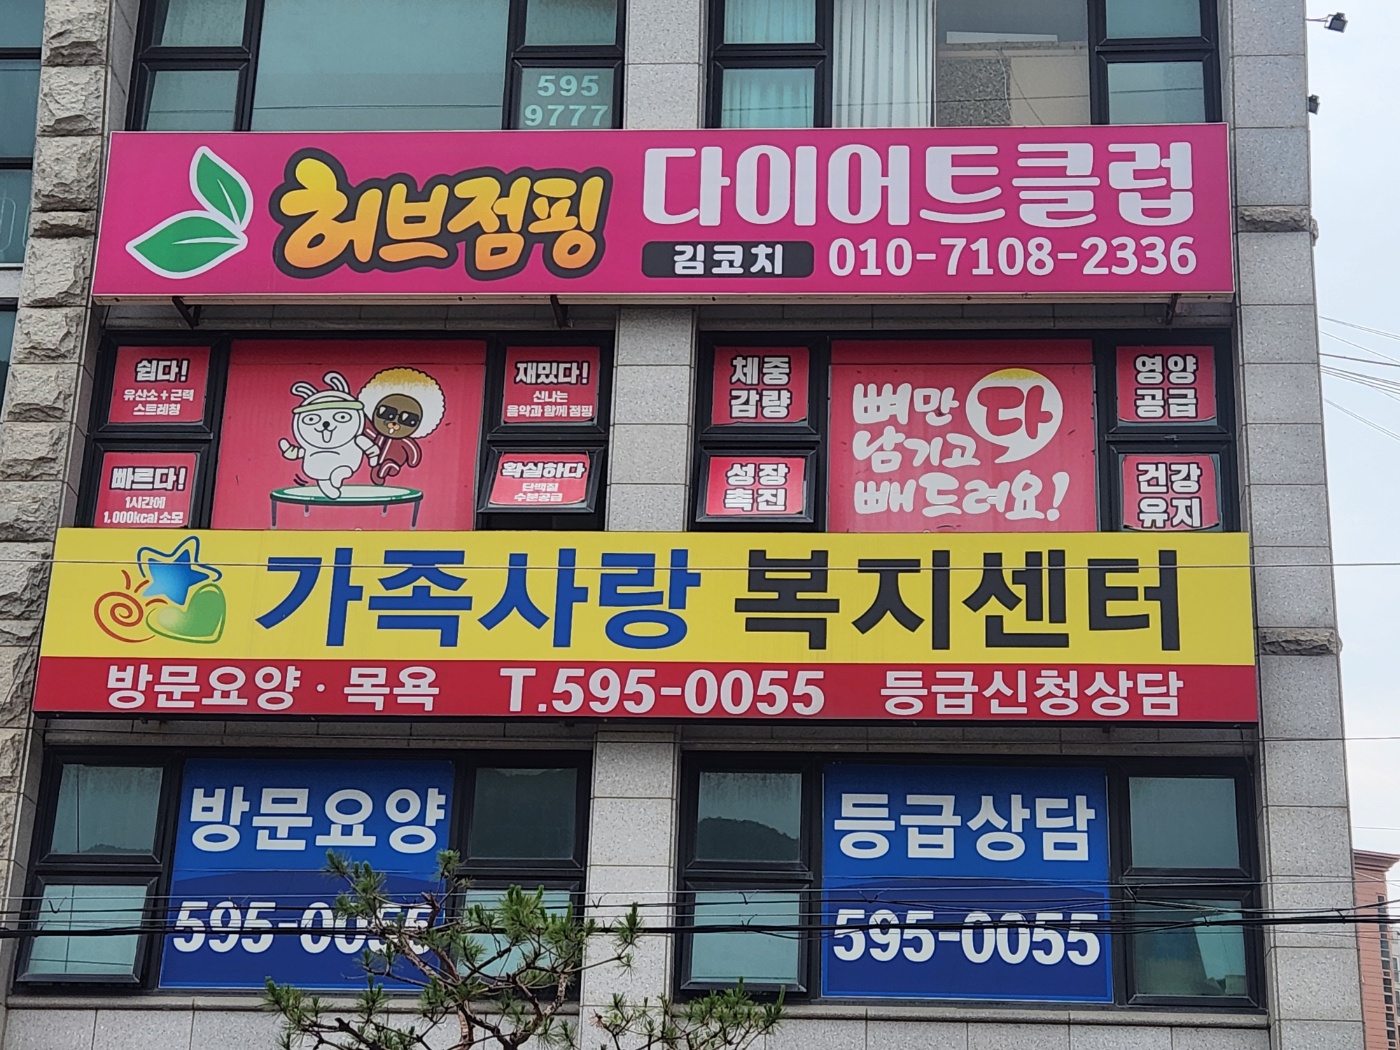 595
9777
허브점핑
다이어트클럽
김코치 010-7108-2336
쉽다!
유산소+근력
스트레칭
재밌다!
신나는
음악과 함께 점핑
빠르다!
1시간에
1,000kcal 소모
확실하다
단백질
수분공급
체중
감량
성장
촉진
뼈만
남기고 다
빼드려요!
영양
공급
건강
유지
가족사랑 복지센터
방문요양·목욕 T.595-0055 등급신청상담
방문요양
595-0055
등급상담
595-0055